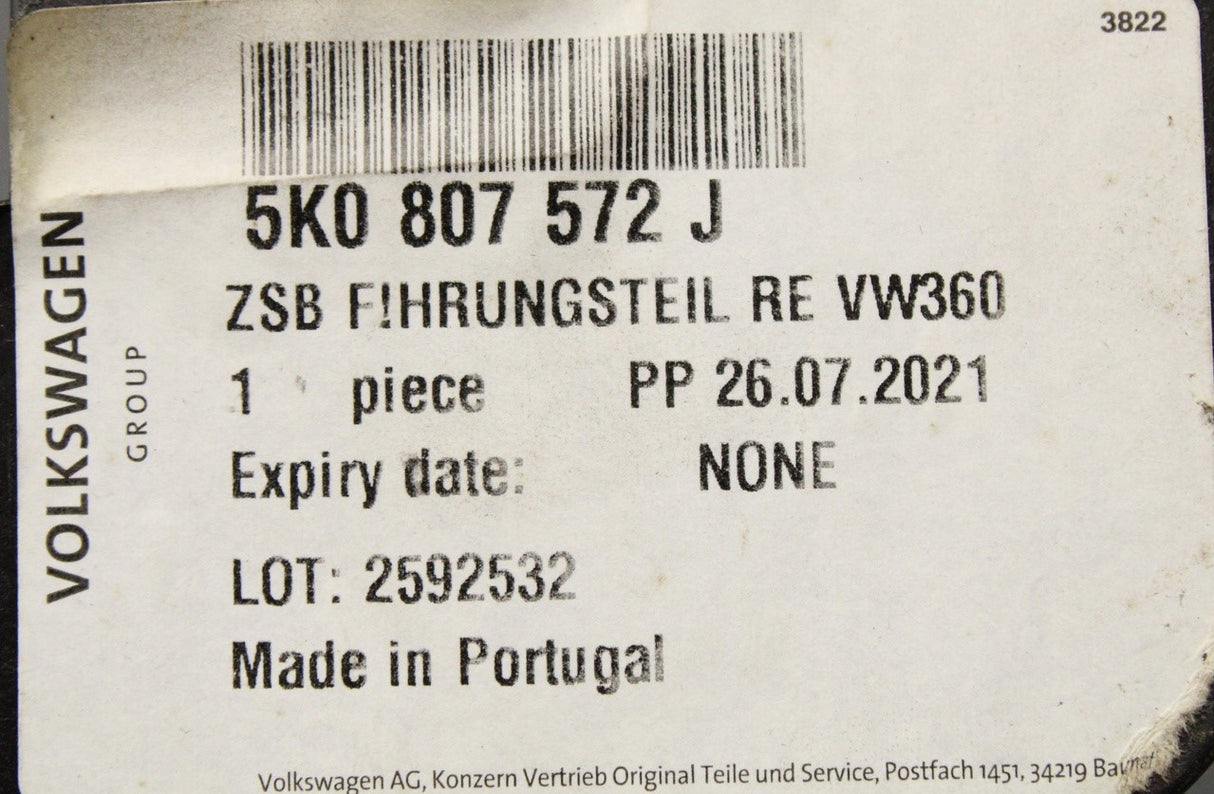 3822
5K0 807 572 J
ZSB F!HRUNGSTEIL RE VW360
1 piece PP 26.07.2021
Expiry date: NONE
LOT: 2592532
Made in Portugal
VOLKSWAGEN
GROUP
Volkswagen AG, Konzern Vertrieb Original Teile und Service, Postfach 1451, 34219 Baunatal